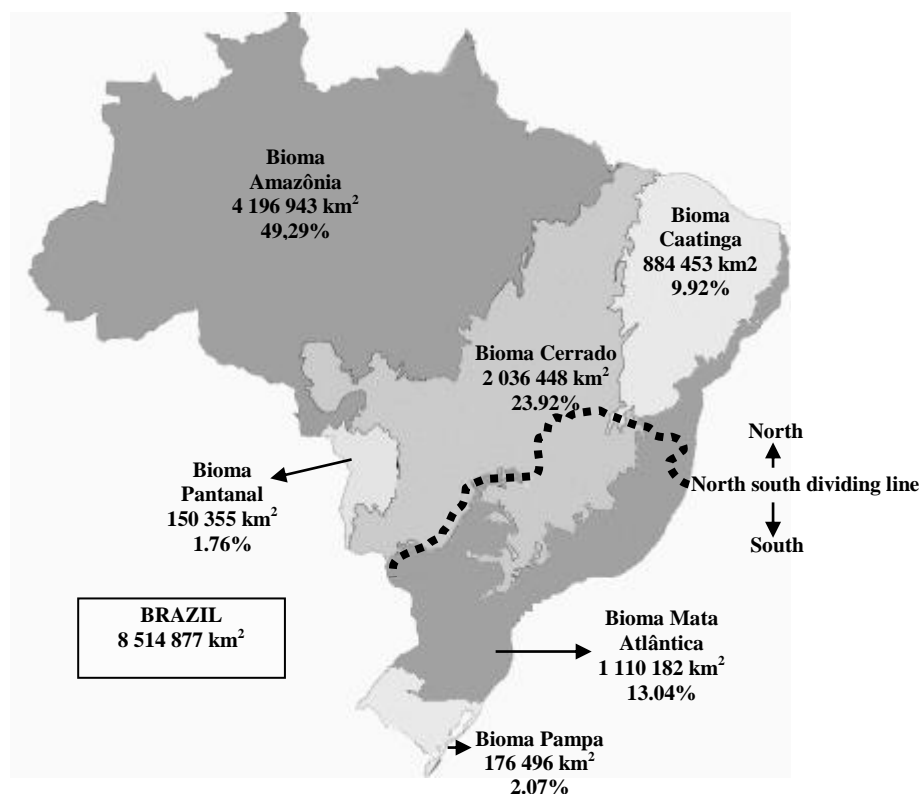 Bioma
Amazônia
4 196 943 km²
49,29%
Bioma
Caatinga
884 453 km2
9.92%
Bioma Cerrado
2 036 448 km²
23.92%
North
North south dividing line
South
Bioma
Pantanal
150 355 km²
1.76%
BRAZIL
8 514 877 km²
Bioma Mata
Atlântica
1 110 182 km²
13.04%
Bioma Pampa
176 496 km²
2.07%